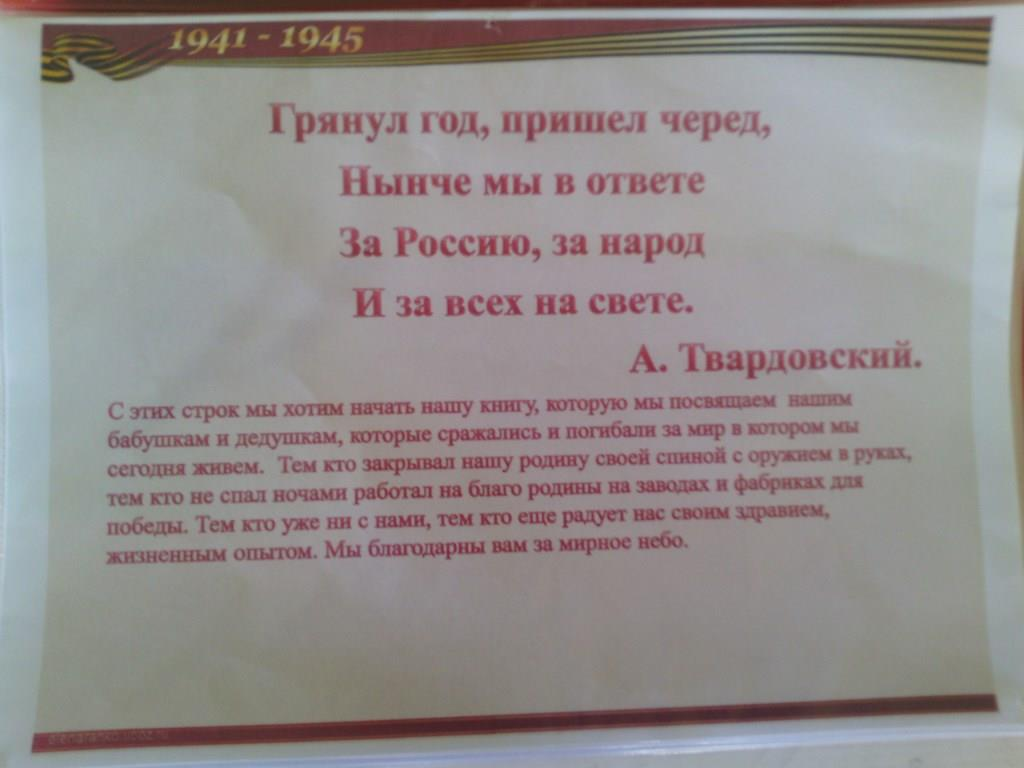 1941 - 1945
Грянул год, пришел черед,
Нынче мы в ответе
За Россию, за народ
И за всех на свете.
А. Твардовский.
С этих строк мы хотим начать нашу книгу, которую мы посвящаем нашим
бабушкам и дедушкам, которые сражались и погибали за мир в котором мы
сегодня живем. Тем кто закрывал нашу родину своей спиной с оружием в руках,
тем кто не спал ночами работал на благо родины на заводах и фабриках для
победы. Тем кто уже ни с нами, тем кто еще радует нас своим здравием,
жизненным опытом. Мы благодарны вам за мирное небо.